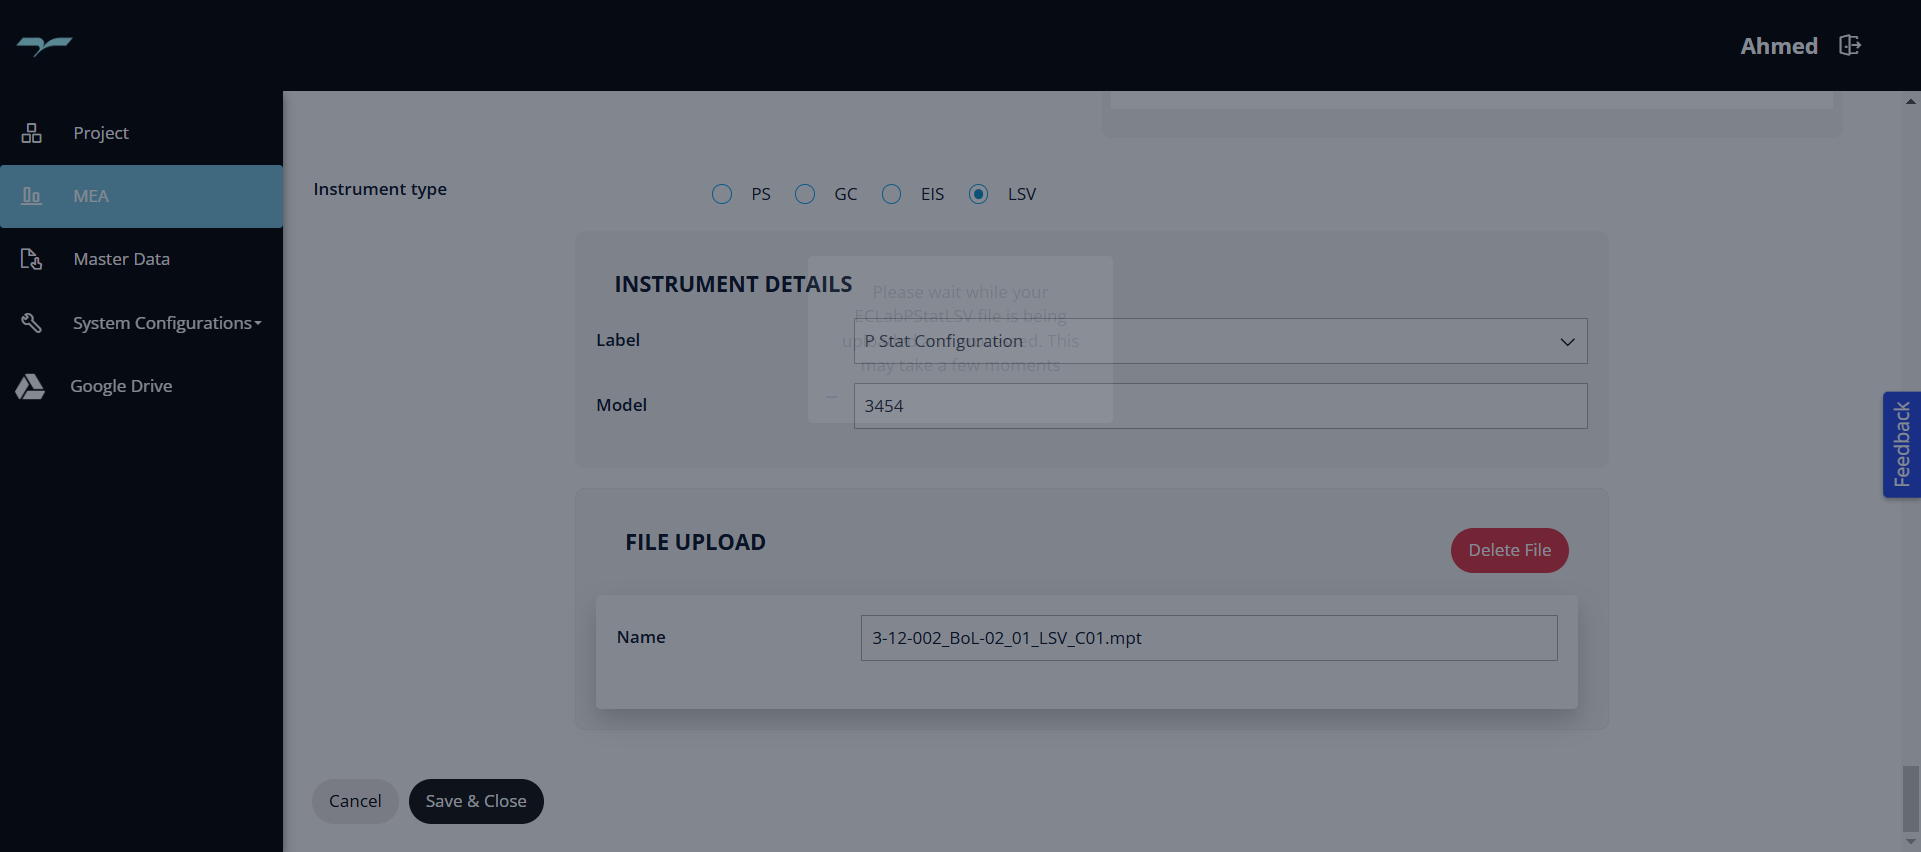 Ahmed
Project
MEA
Master Data
System Configurations
Google Drive
Instrument type
PS
GC
EIS
LSV
INSTRUMENT DETAILS
Please wait while your
ECLabPStatLSV file is being
This
may take a few moments
Label
P Stat Configuration
Model
3454
FILE UPLOAD
Delete File
Name
3-12-002_BoL-02_01_LSV_C01.mpt
Cancel
Save & Close
Feedback